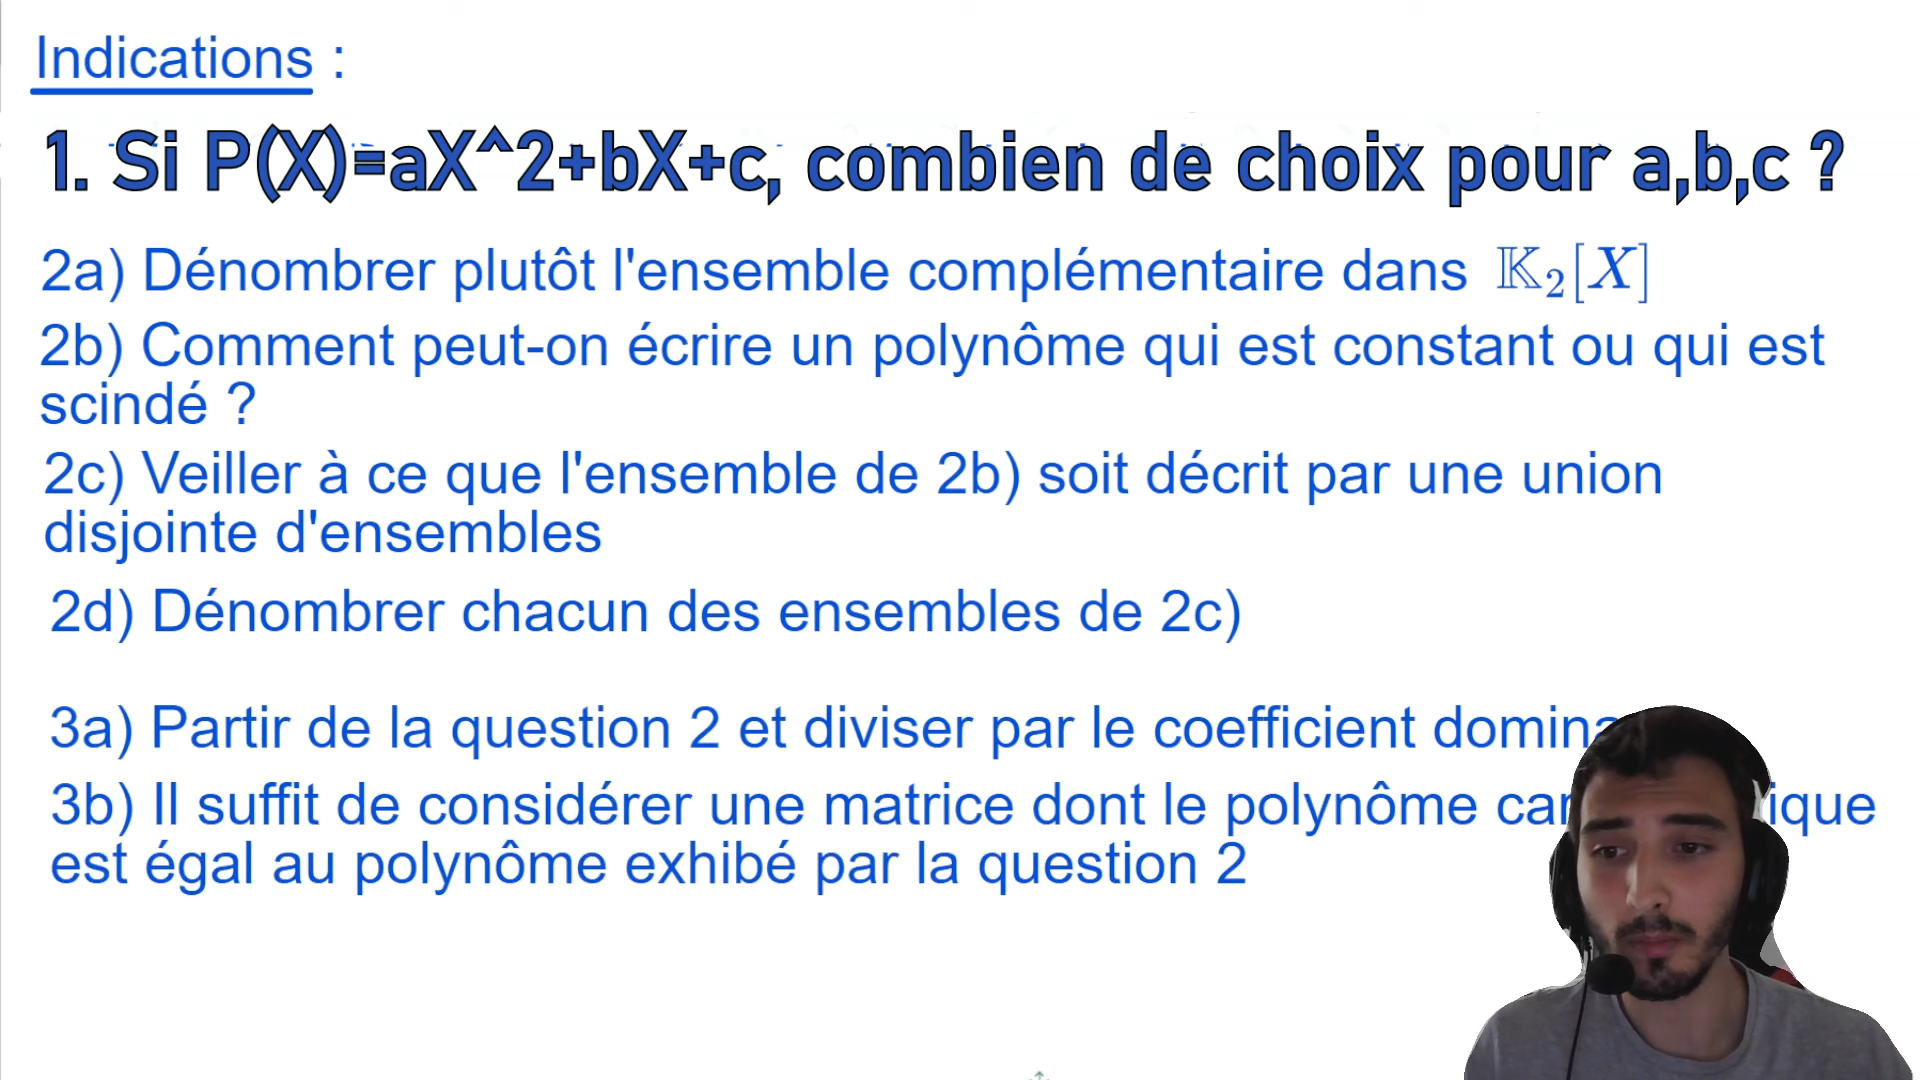 Indications :
1. Si P(X)=aX^2+bX+c, combien de choix pour a,b,c ?
2a) Dénombrer plutôt l'ensemble complémentaire dans 𝕂₂[X]
2b) Comment peut-on écrire un polynôme qui est constant ou qui est
scindé ?
2c) Veiller à ce que l'ensemble de 2b) soit décrit par une union
disjointe d'ensembles
2d) Dénombrer chacun des ensembles de 2c)
3a) Partir de la question 2 et diviser par le coefficient
3b) Il suffit de considérer une matrice dont le polynôme
est égal au polynôme exhibé par la question 2